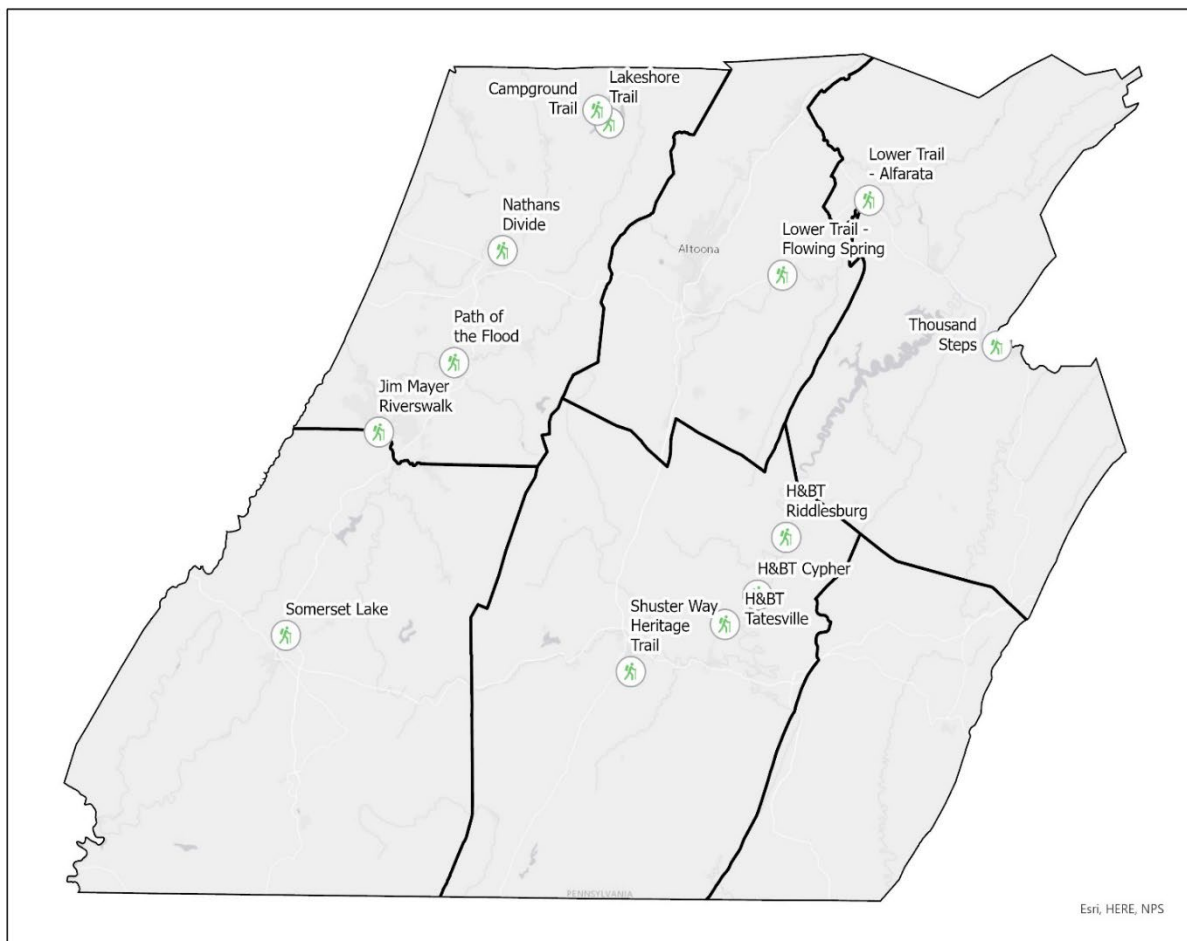 Lakeshore
Trail
Campground
Trail
Lower Trail
- Alfarata
Nathans
Divide
Lower Trail -
Flowing Spring
Altoona
Path of
the Flood
Thousand
Steps
Jim Mayer
Riverswalk
H&BT
Riddlesburg
H&BT Cypher
H&BT
Tatesville
Shuster Way
Heritage
Trail
Somerset Lake
PENNSYLVANIA
Esri, HERE, NPS